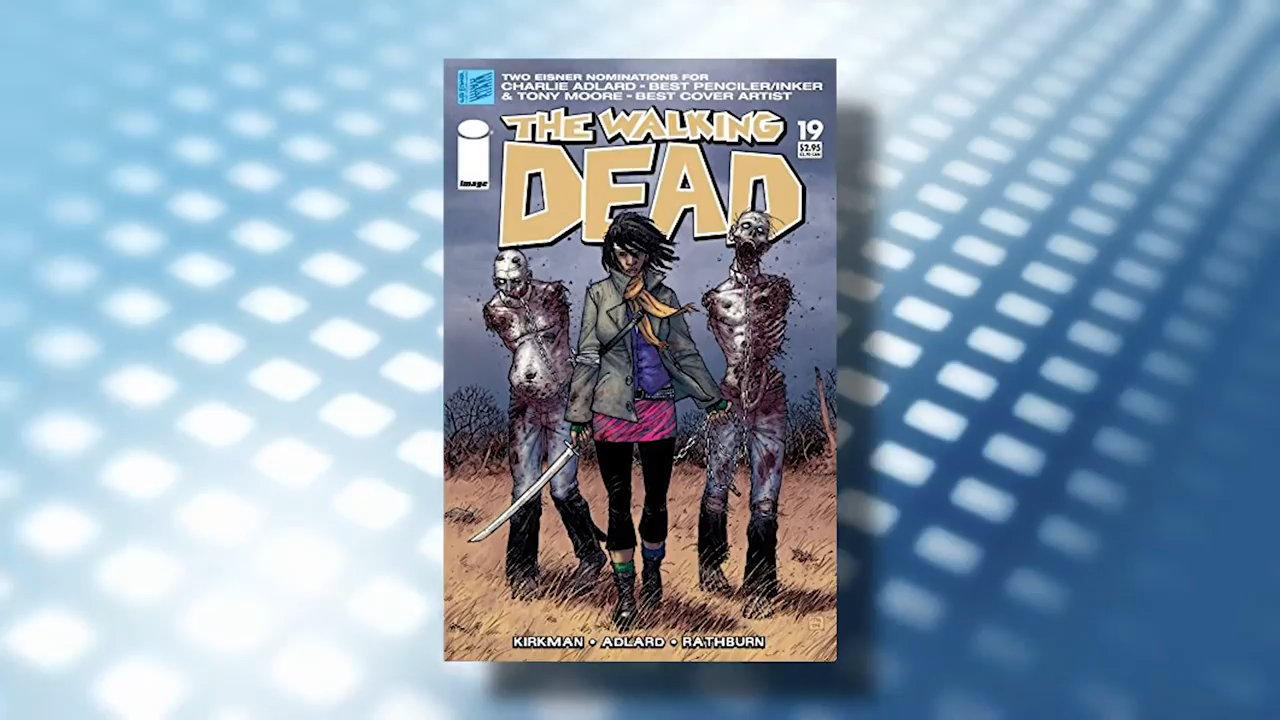 TWO EISNER NOMINATIONS FOR
CHARLIE ADLARD - BEST PENCILER/INKER
& TONY MOORE - BEST COVER ARTIST
THE WALKING
DEAD
19
$2.95
image
KIRKMAN • ADLARD • RATHBURN